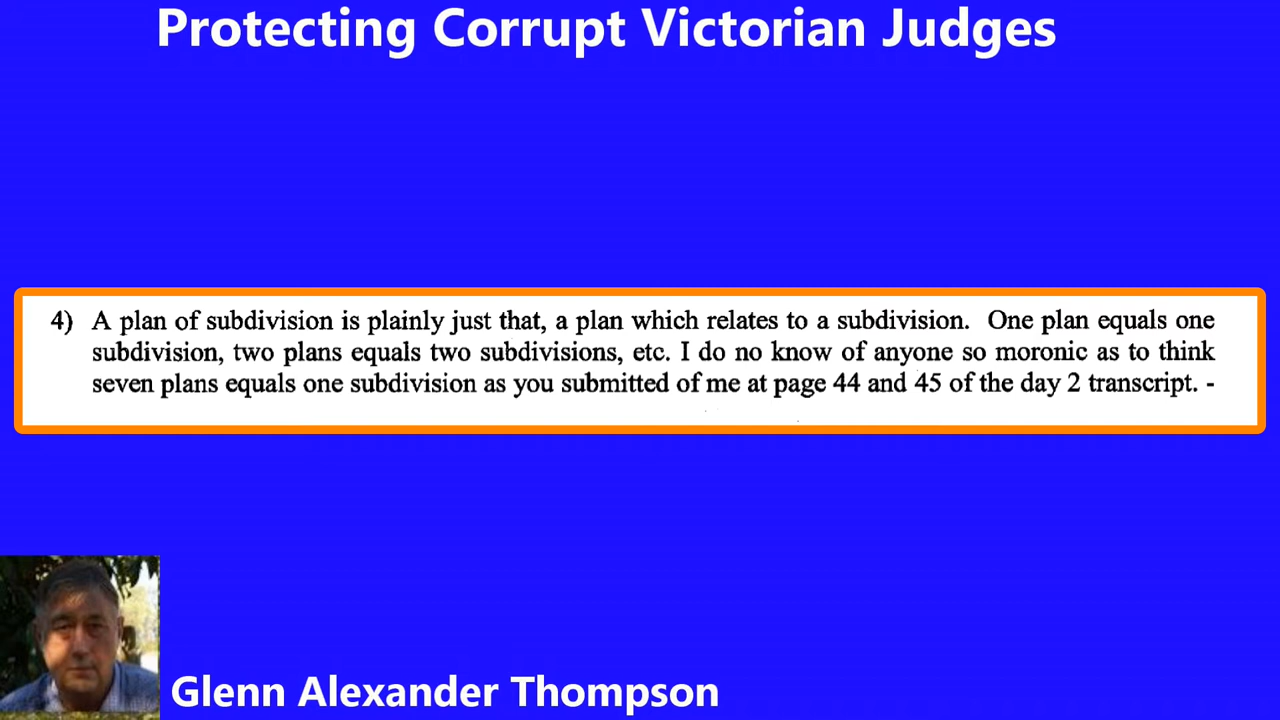 Protecting Corrupt Victorian Judges
4) A plan of subdivision is plainly just that, a plan which relates to a subdivision. One plan equals one
subdivision, two plans equals two subdivisions, etc. I do no know of anyone so moronic as to think
seven plans equals one subdivision as you submitted of me at page 44 and 45 of the day 2 transcript. -
Glenn Alexander Thompson